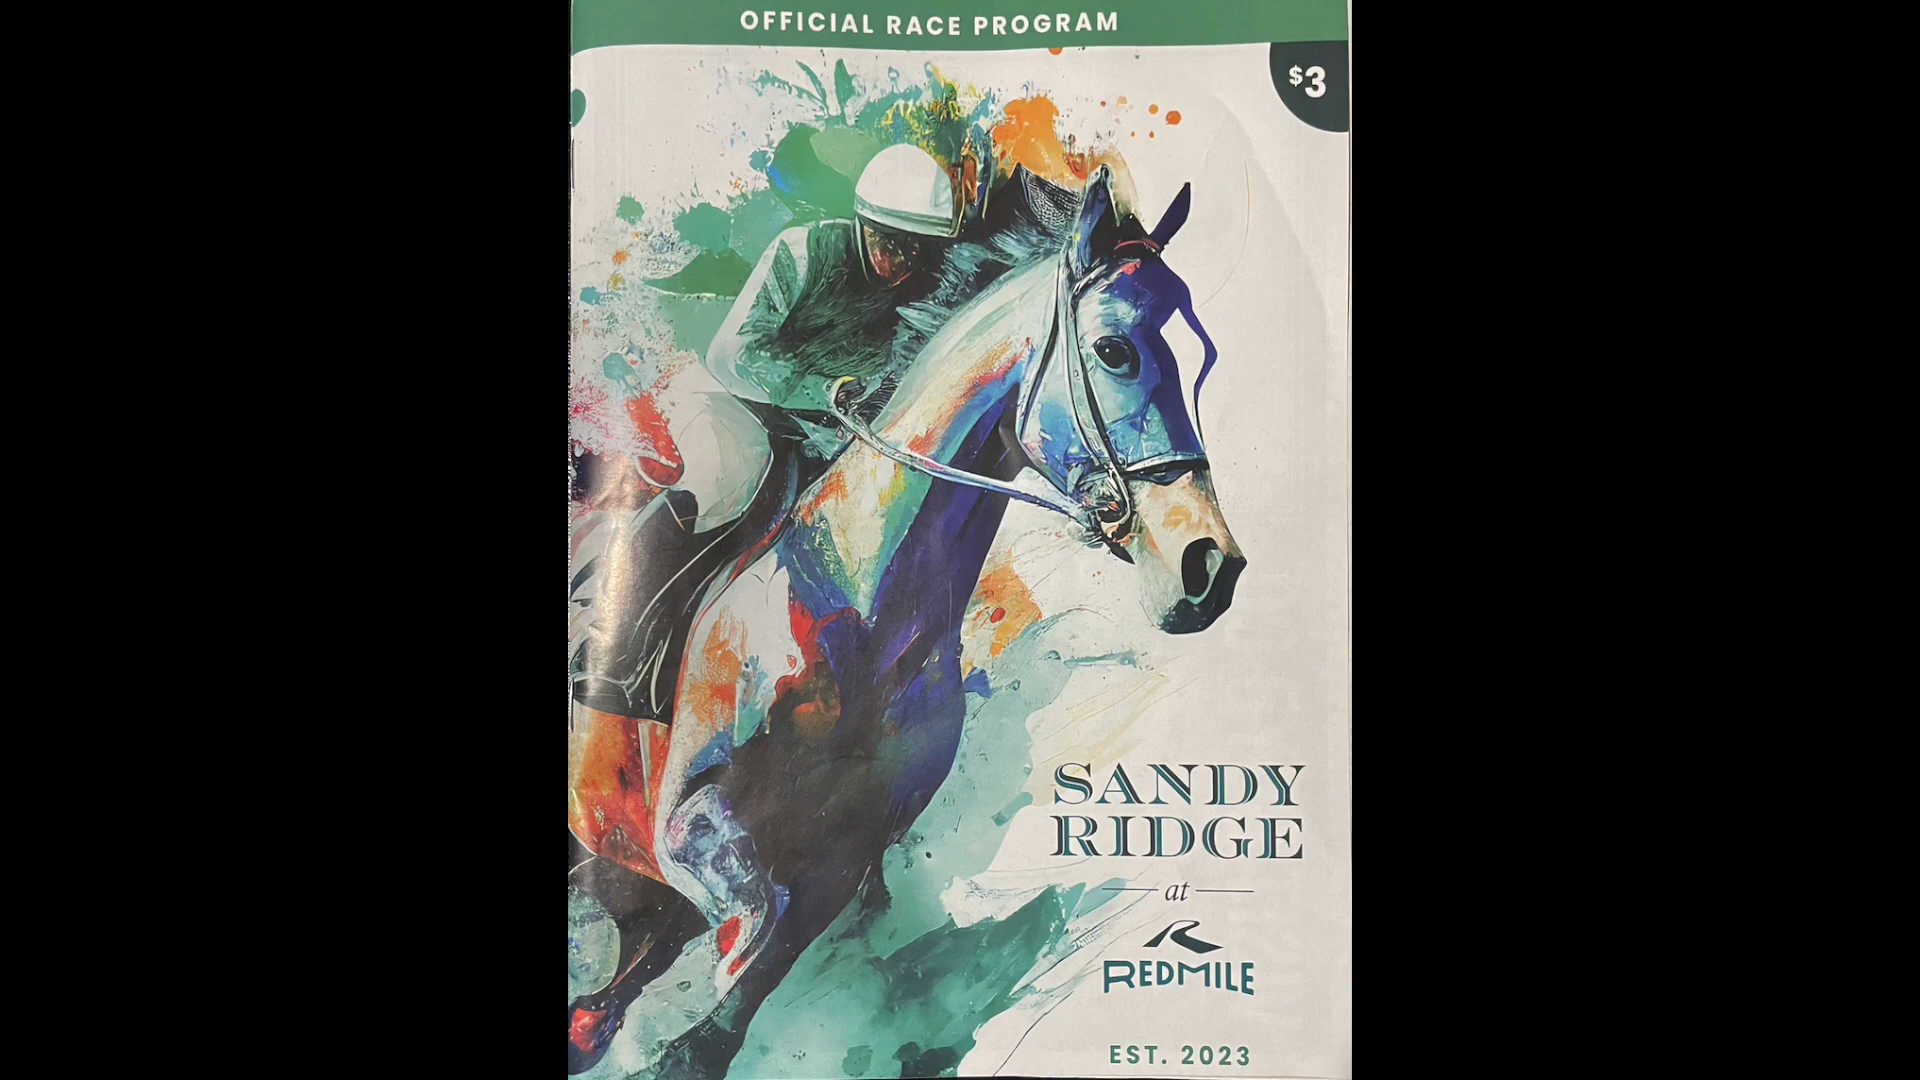 OFFICIAL RACE PROGRAM
$3
SANDY
RIDGE
at
REDMILE
EST. 2023